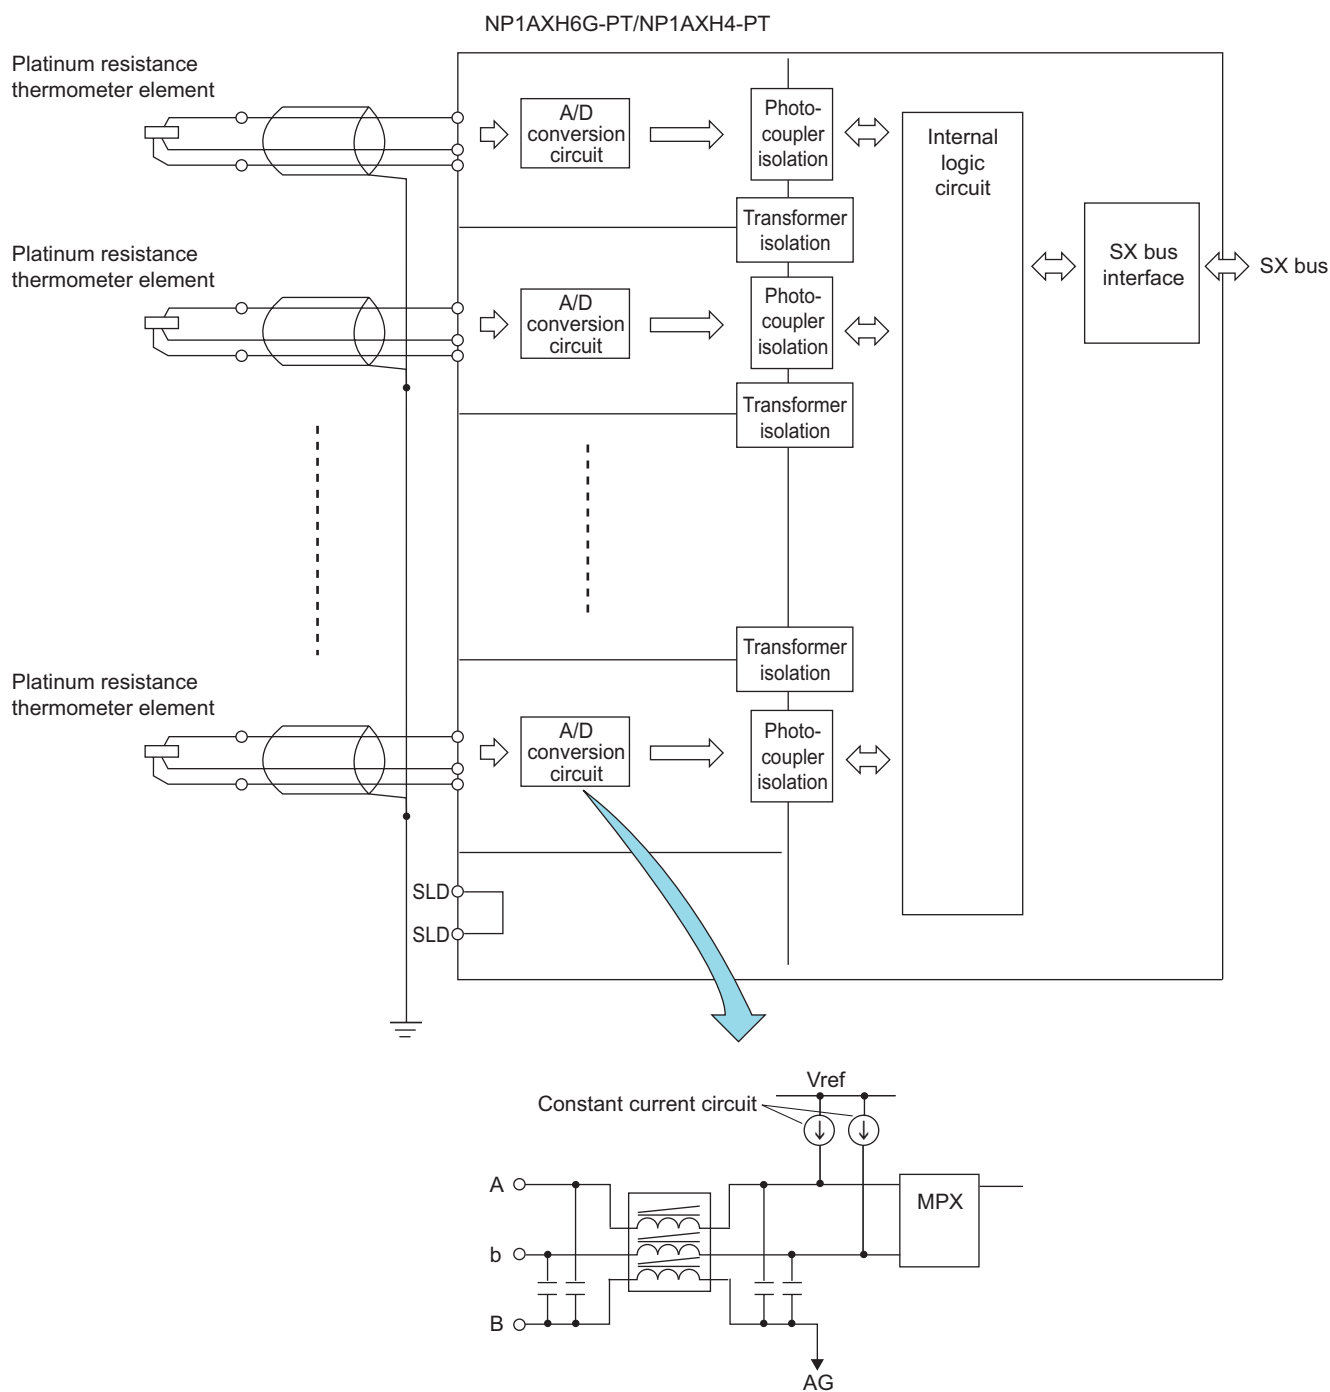 NP1AXH6G-PT/NP1AXH4-PT
Platinum resistance
thermometer element
A/D
conversion
circuit
Photo-
coupler
isolation
Internal
logic
circuit
Transformer
isolation
SX bus
interface
SX bus
Platinum resistance
thermometer element
A/D
conversion
circuit
Photo-
coupler
isolation
Transformer
isolation
Transformer
isolation
Platinum resistance
thermometer element
A/D
conversion
circuit
Photo-
coupler
isolation
SLD
SLD
Vref
Constant current circuit
A
MPX
b
B
AG